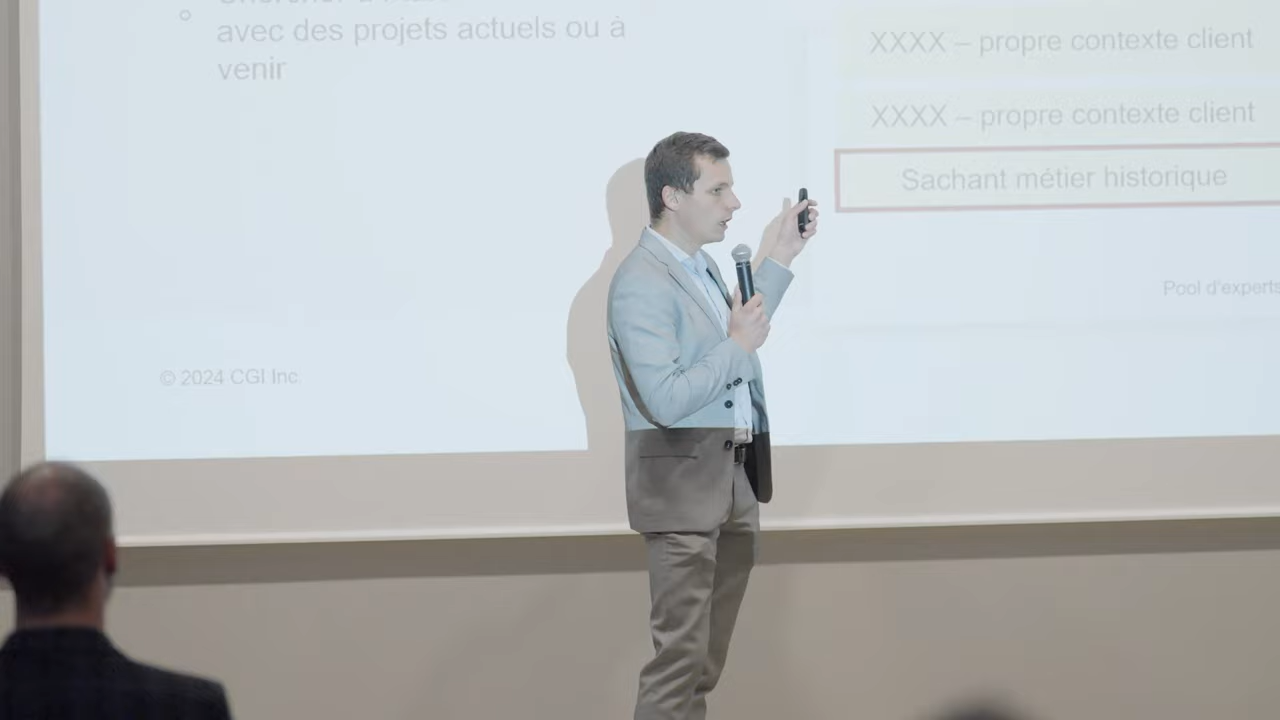 avec des projets actuels ou à
venir
XXXX – propre contexte client
XXXX – propre contexte client
Sachant métier historique
Pool d'experts
© 2024 CGI Inc.